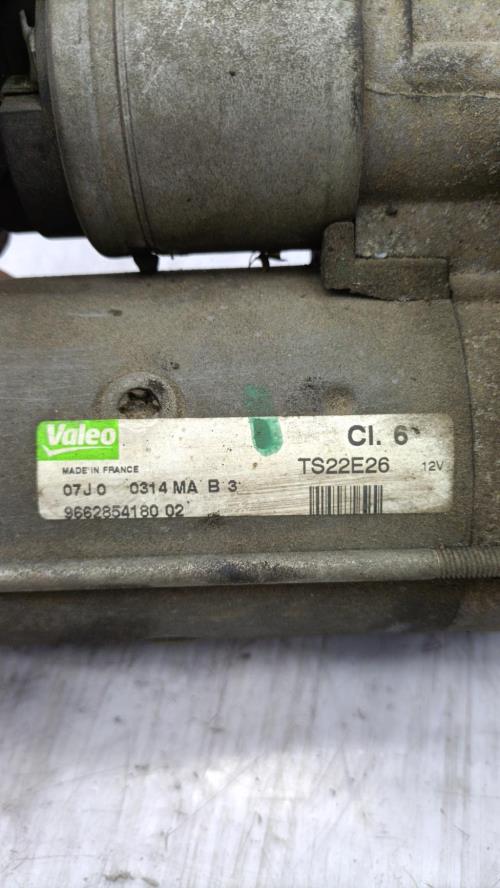 Valeo
Cl. 6
MADE IN FRANCE
TS22E26 12V
07J 0 0314 MA B 3
9662854180 02